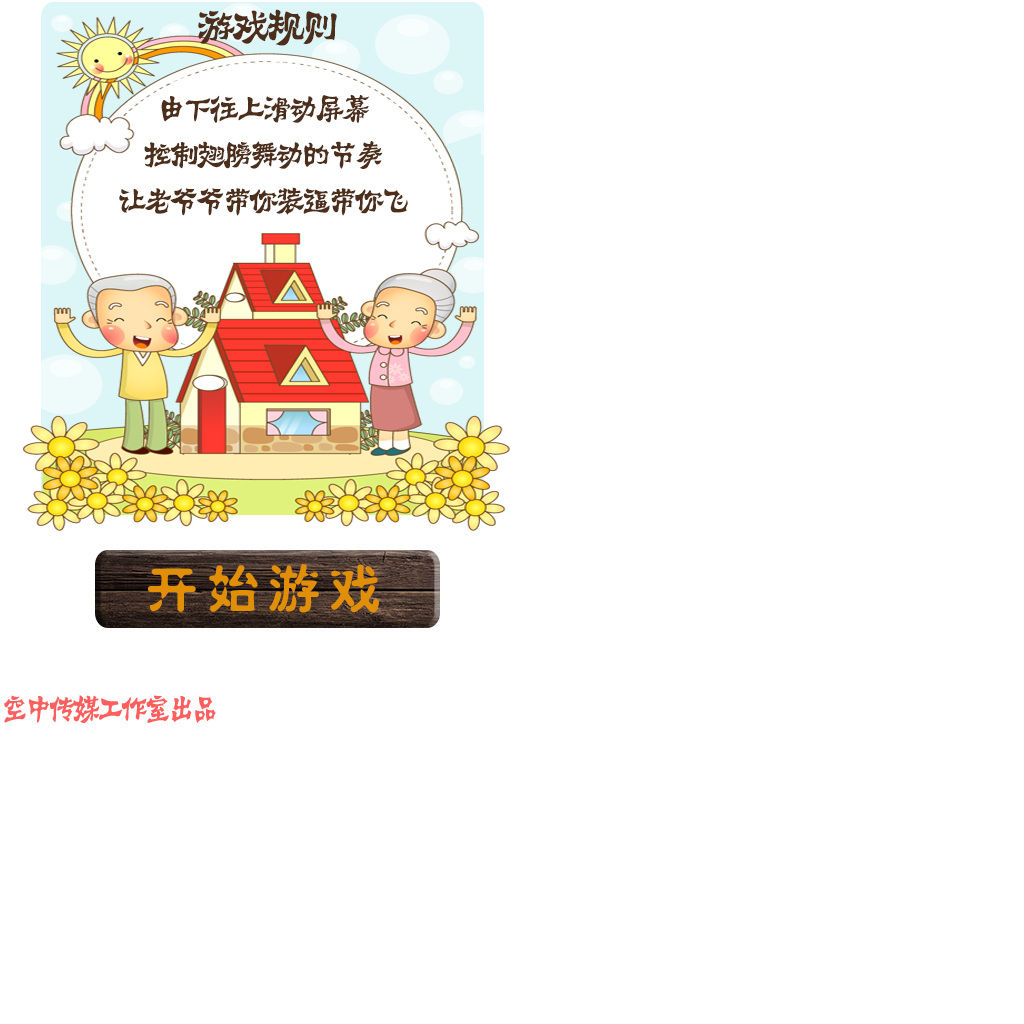 游戏规则
由下往上滑动屏幕
控制翅膀舞动的节奏
让老爷爷带你装逼带你飞
开始游戏
空中传媒工作室出品